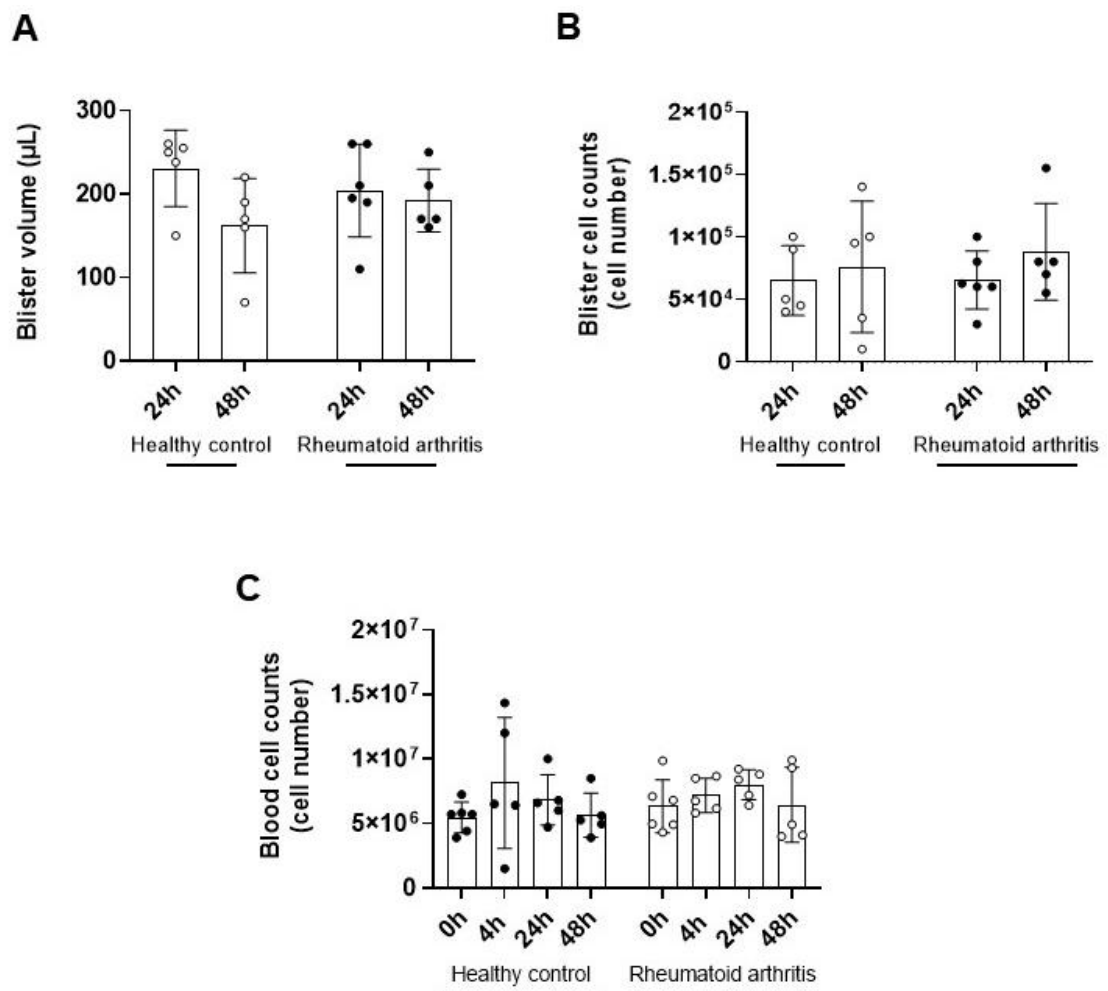 A
Blister volume (µL)
300
200
100
0
24h
48h
24h
48h
Healthy control
Rheumatoid arthritis
B
Blister cell counts
(cell number)
2×10⁵
1.5×10⁵
1×10⁵
5×10⁴
0
24h
48h
24h
48h
Healthy control
Rheumatoid arthritis
C
Blood cell counts
(cell number)
2×10⁷
1.5×10⁷
1×10⁷
5×10⁶
0
0h
4h
24h
48h
0h
4h
24h
48h
Healthy control
Rheumatoid arthritis